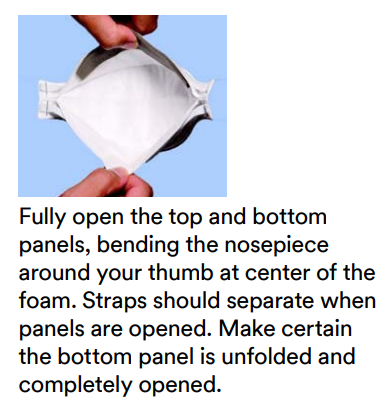 Fully open the top and bottom
panels, bending the nosepiece
around your thumb at center of the
foam. Straps should separate when
panels are opened. Make certain
the bottom panel is unfolded and
completely opened.